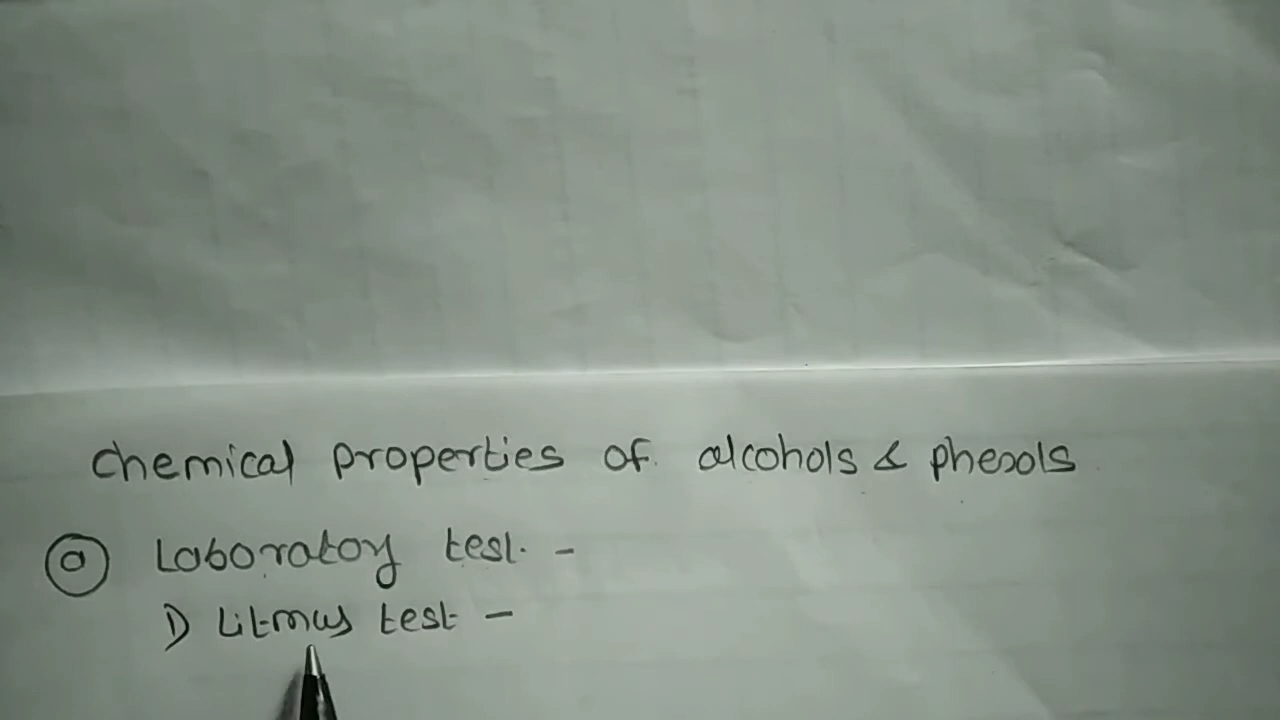 chemical properties of alcohols & phenols
ⓐ Laboratory test. -
1) Litmus test -